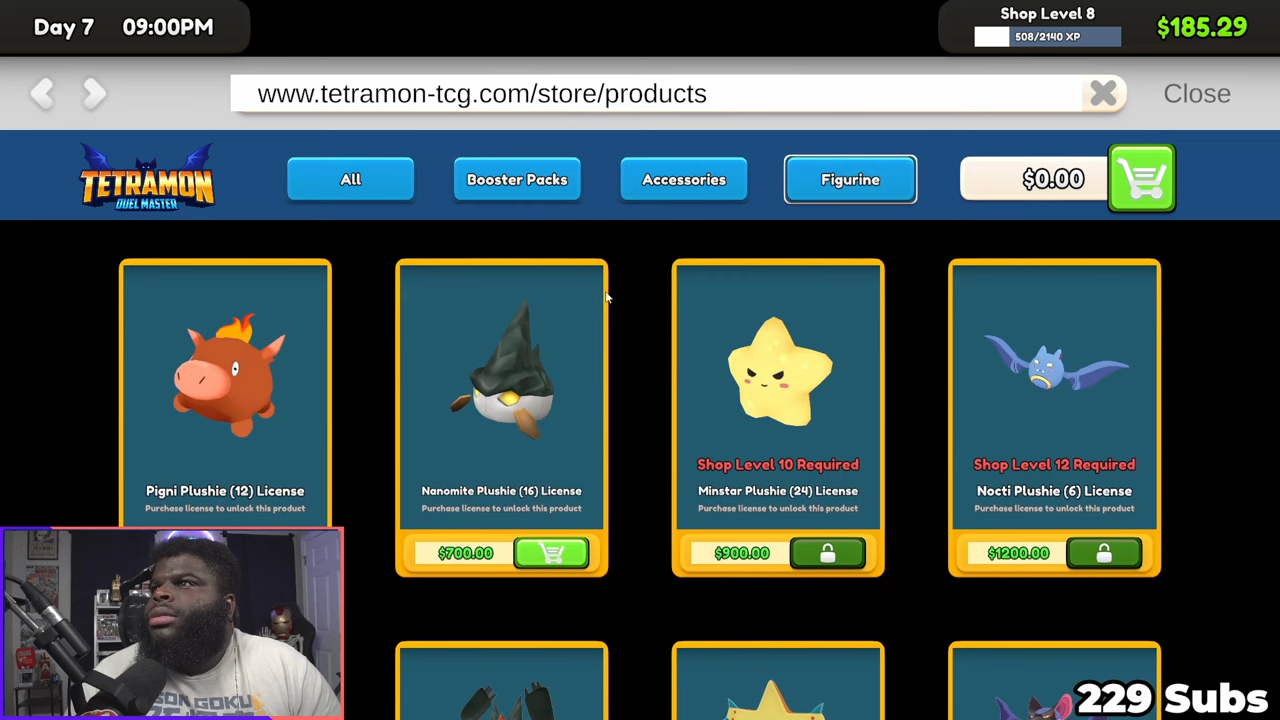 Day 7 09:00PM
Shop Level 8
508/2140 XP
$185.29
www.tetramon-tcg.com/store/products
Close
TETRAMON
DUEL MASTER
All
Booster Packs
Accessories
Figurine
$0.00
Pigni Plushie (12) License
Purchase license to unlock this product
Nanomite Plushie (16) License
Purchase license to unlock this product
$700.00
Shop Level 10 Required
Minstar Plushie (24) License
Purchase license to unlock this product
$900.00
Shop Level 12 Required
Nocti Plushie (6) License
Purchase license to unlock this product
$1200.00
SON GOKU
229 Subs